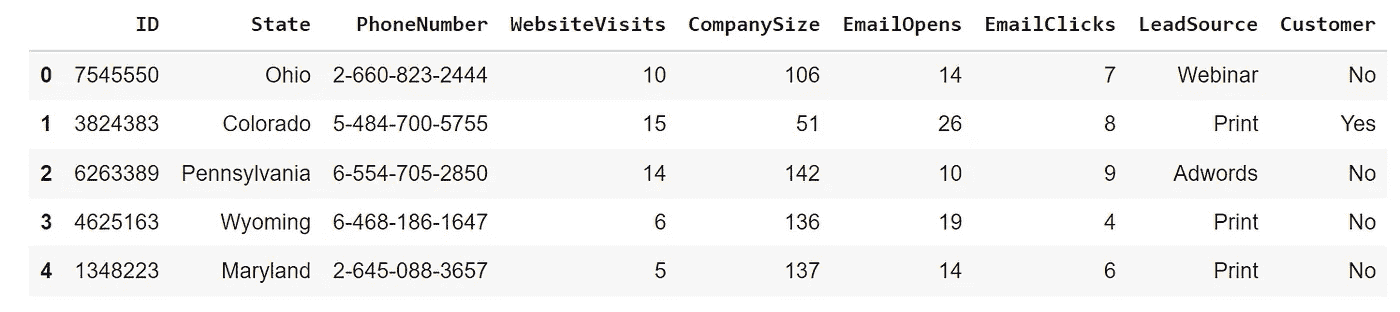 ID State PhoneNumber WebsiteVisits CompanySize EmailOpens EmailClicks LeadSource Customer
0 7545550 Ohio 2-660-823-2444 10 106 14 7 Webinar No
1 3824383 Colorado 5-484-700-5755 15 51 26 8 Print Yes
2 6263389 Pennsylvania 6-554-705-2850 14 142 10 9 Adwords No
3 4625163 Wyoming 6-468-186-1647 6 136 19 4 Print No
4 1348223 Maryland 2-645-088-3657 5 137 14 6 Print No